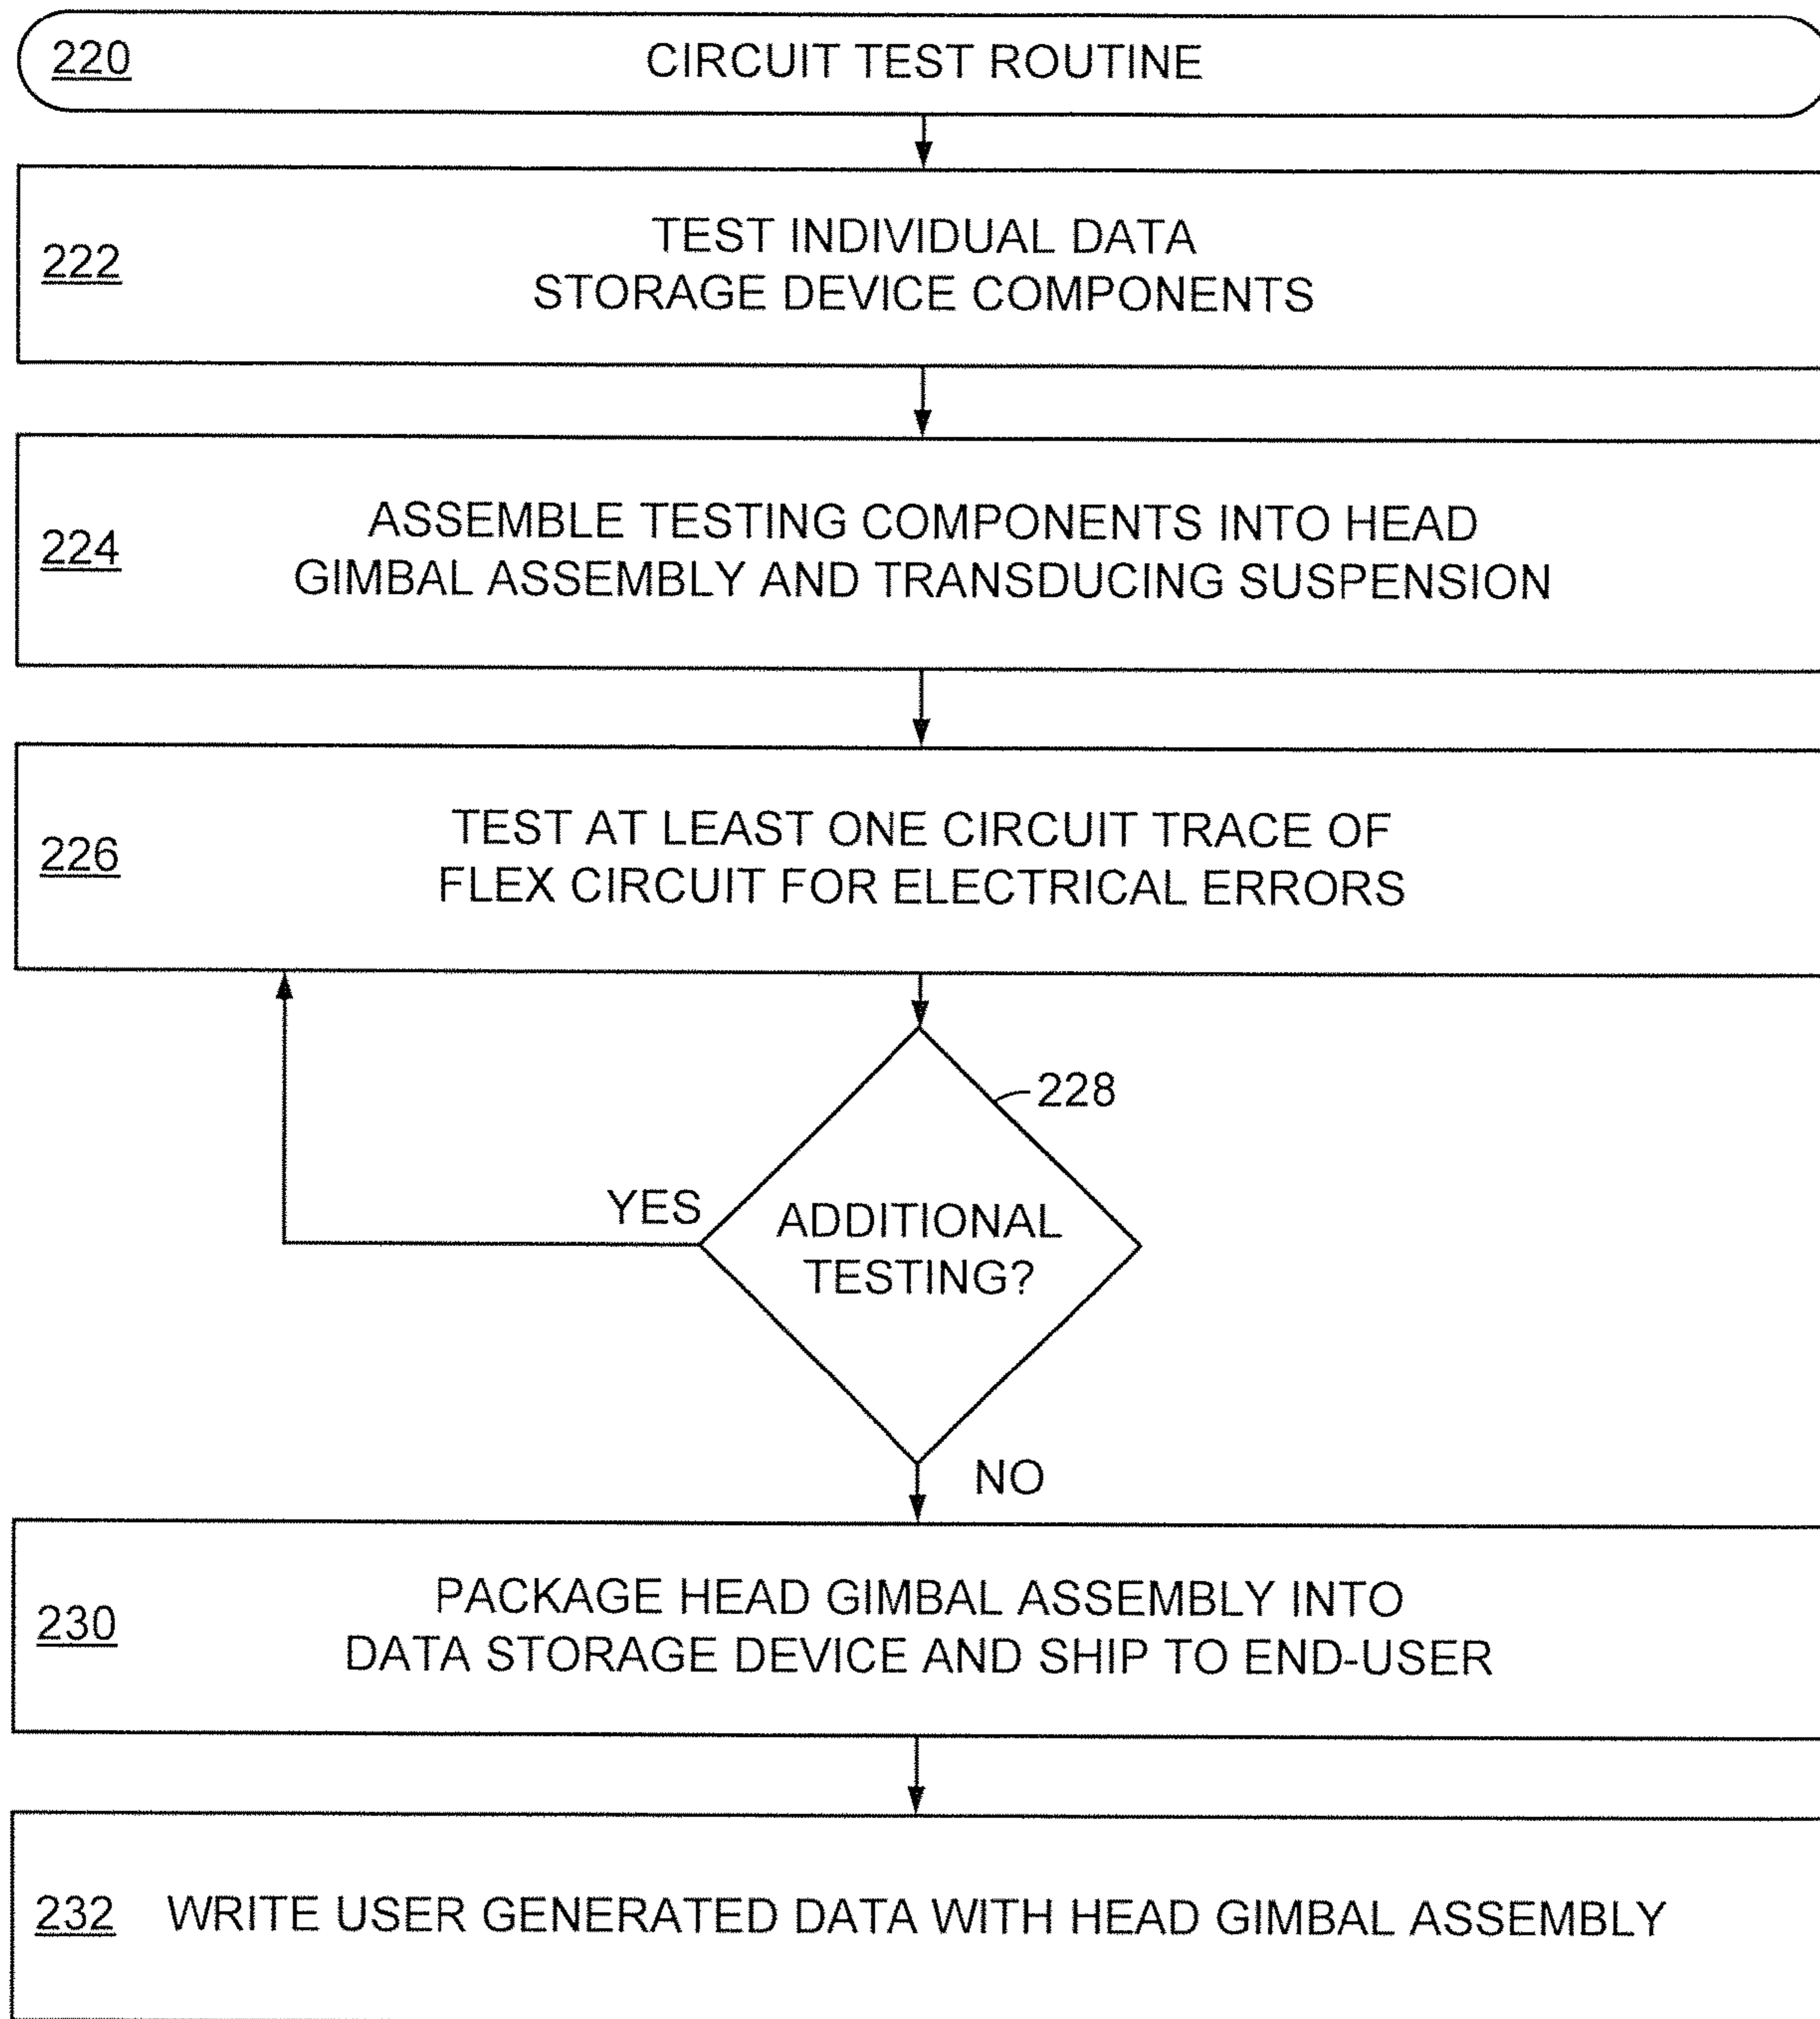 220 CIRCUIT TEST ROUTINE
TEST INDIVIDUAL DATA
222
STORAGE DEVICE COMPONENTS
ASSEMBLE TESTING COMPONENTS INTO HEAD
224
GIMBAL ASSEMBLY AND TRANSDUCING SUSPENSION
TEST AT LEAST ONE CIRCUIT TRACE OF
226
FLEX CIRCUIT FOR ELECTRICAL ERRORS
228
YES
ADDITIONAL
TESTING?
NO
PACKAGE HEAD GIMBAL ASSEMBLY INTO
230
DATA STORAGE DEVICE AND SHIP TO END-USER
232 WRITE USER GENERATED DATA WITH HEAD GIMBAL ASSEMBLY